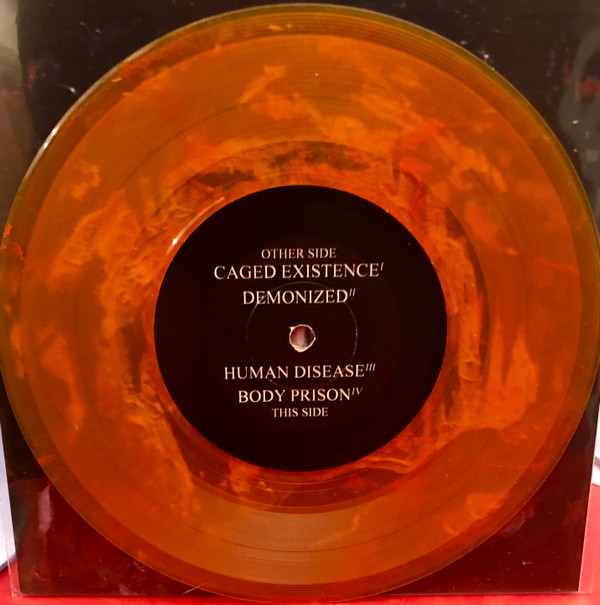 OTHER SIDE
CAGED EXISTENCE I
DEMONIZED II
HUMAN DISEASE III
BODY PRISON IV
THIS SIDE